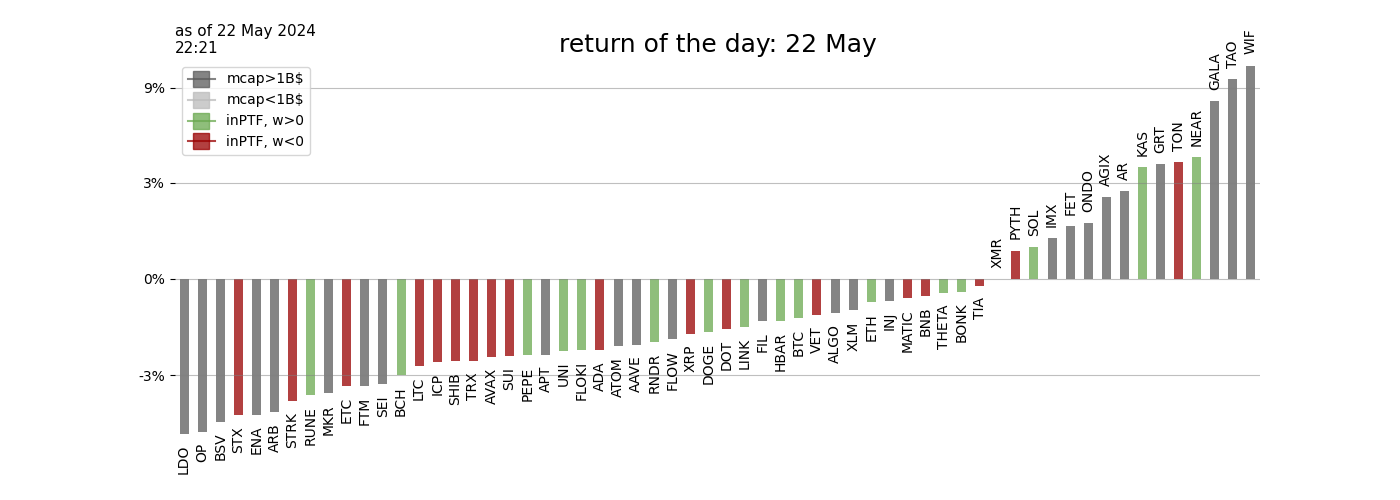 as of 22 May 2024
22:21
return of the day: 22 May
mcap>1B$
mcap<1B$
inPTF, w>0
inPTF, w<0
9%
3%
0%
-3%
LDO
OP
BSV
STX
ENA
ARB
STRK
RUNE
MKR
ETC
FTM
SEI
BCH
LTC
ICP
SHIB
TRX
AVAX
SUI
PEPE
APT
UNI
FLOKI
ADA
ATOM
AAVE
RNDR
FLOW
XRP
DOGE
DOT
LINK
FIL
HBAR
BTC
VET
ALGO
XLM
ETH
INJ
MATIC
BNB
THETA
BONK
TIA
XMR
PYTH
SOL
IMX
FET
ONDO
AGIX
AR
KAS
GRT
TON
NEAR
GALA
TAO
WIF